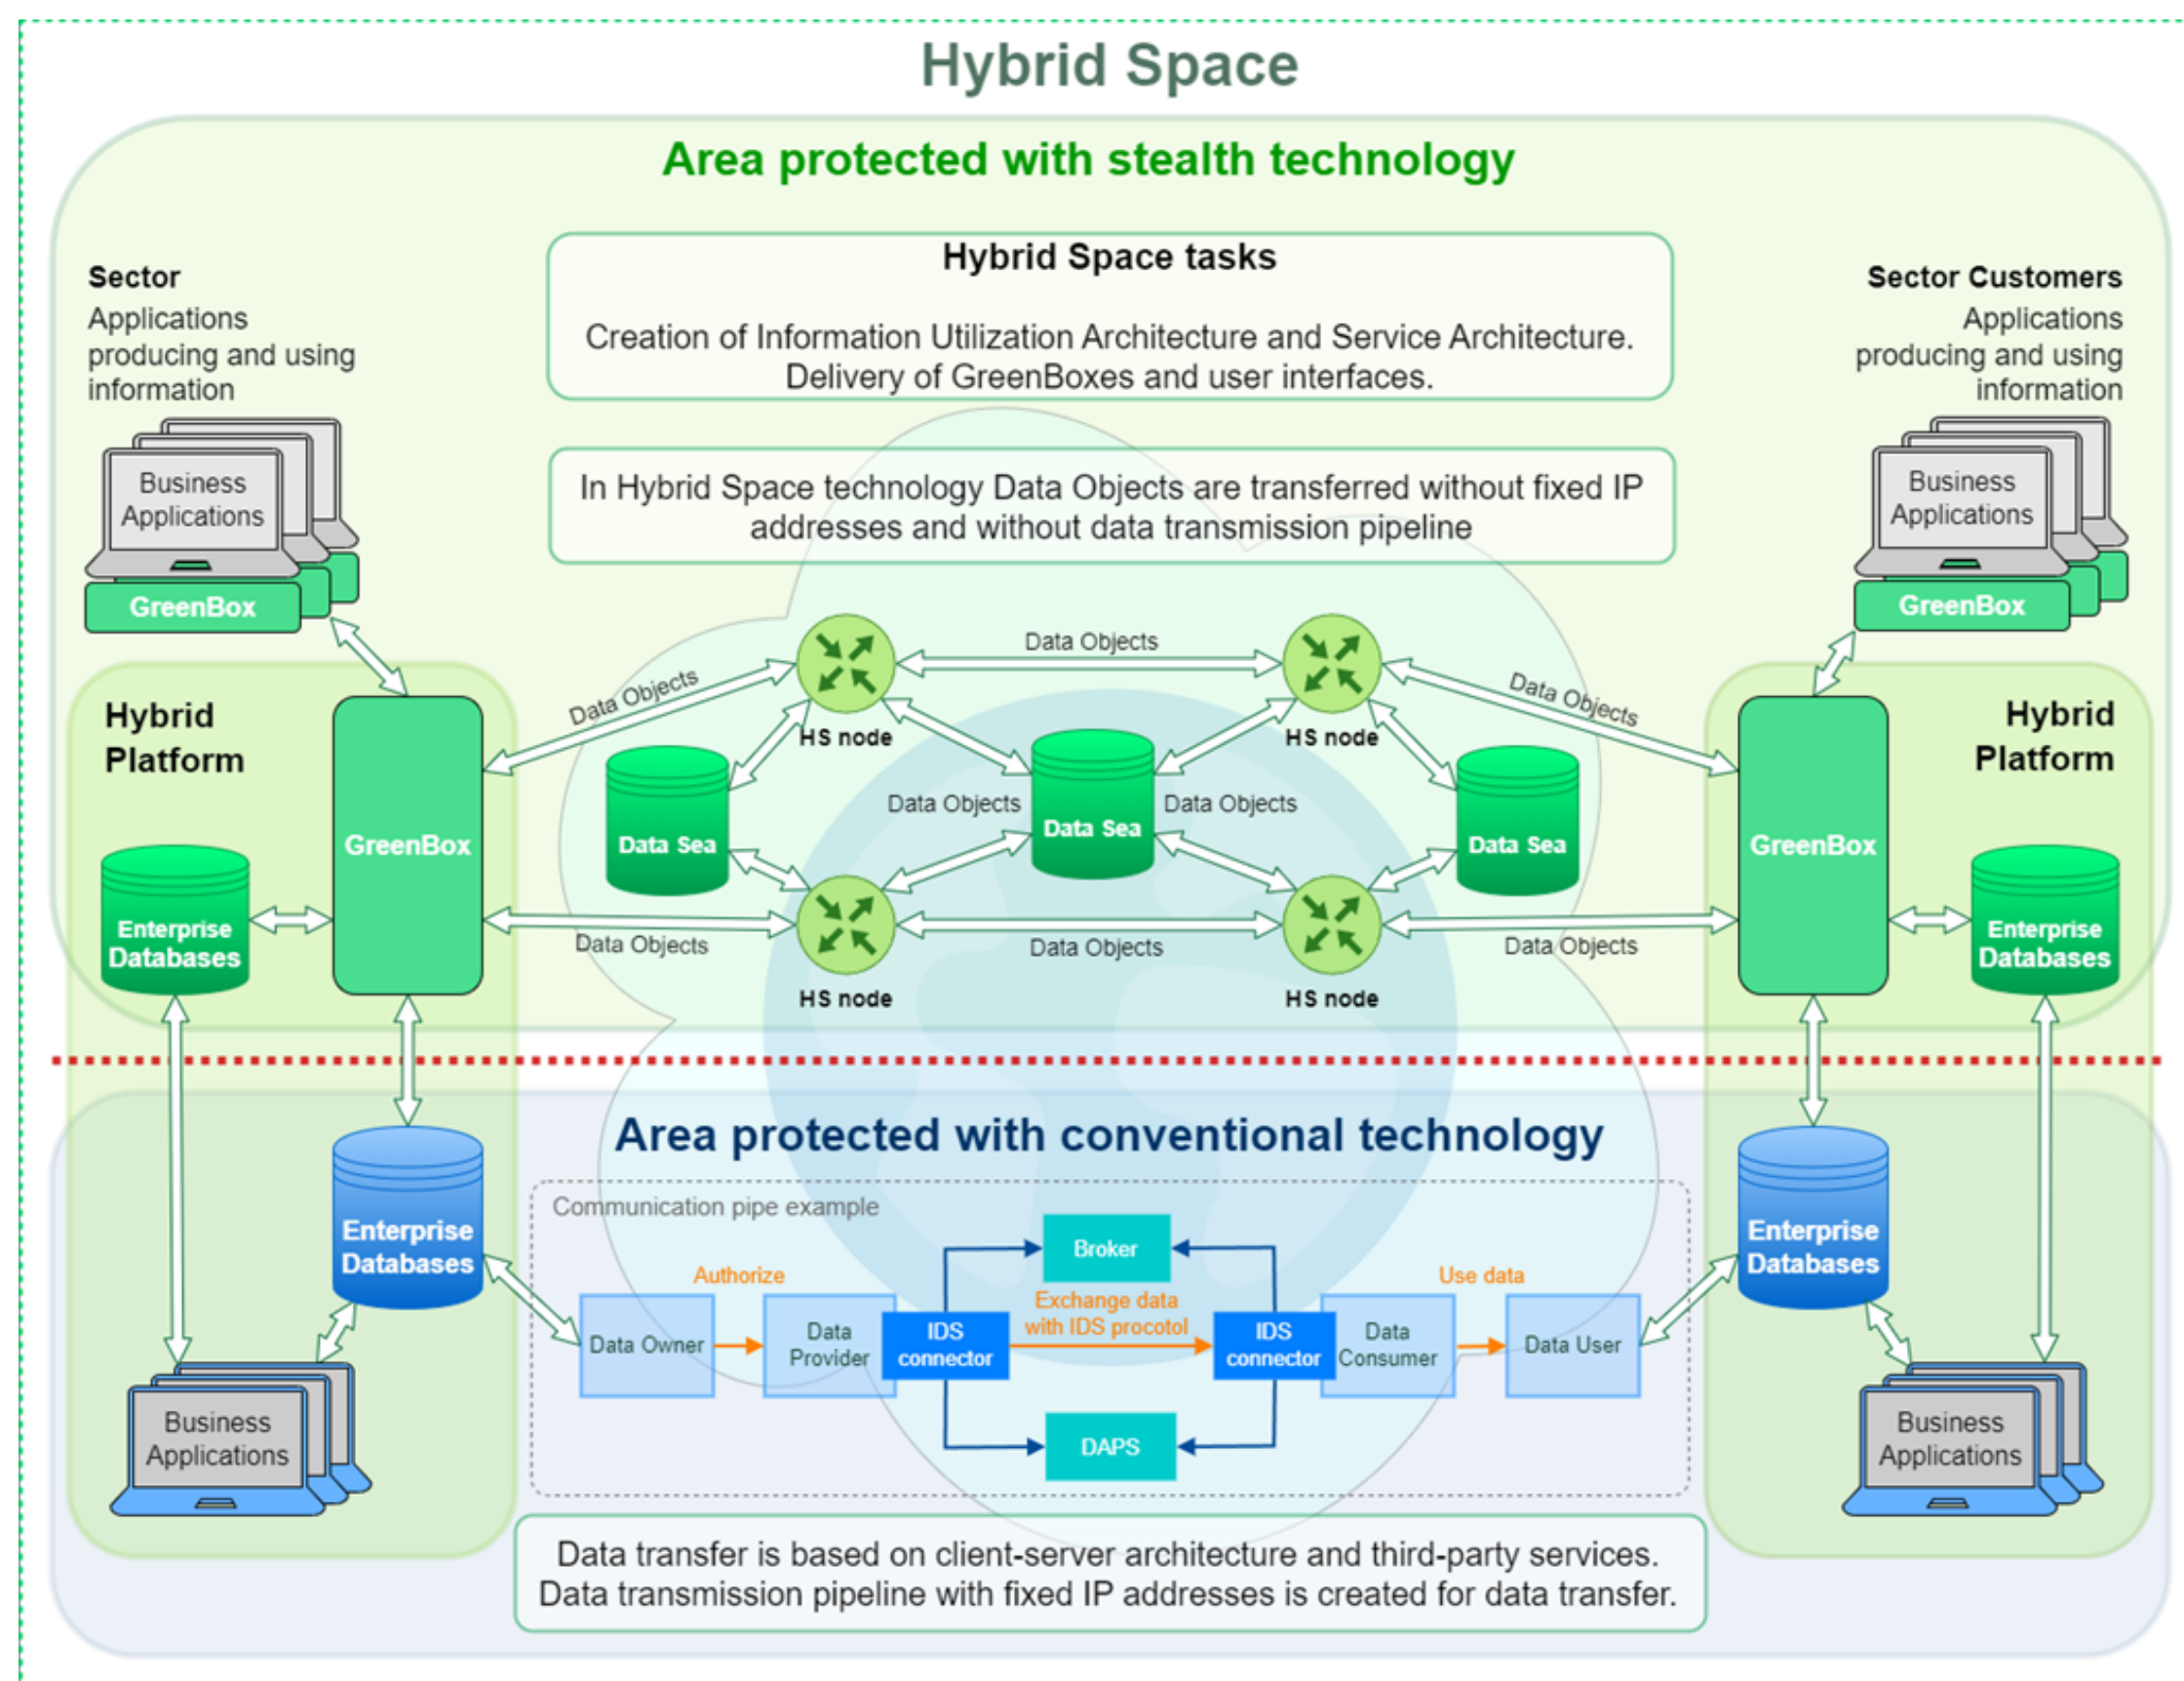 Hybrid Space
Area protected with stealth technology
Hybrid Space tasks
Creation of Information Utilization Architecture and Service Architecture.
Delivery of GreenBoxes and user interfaces.
Sector
Applications
producing and using
information
Sector Customers
Applications
producing and using
information
In Hybrid Space technology Data Objects are transferred without fixed IP
addresses and without data transmission pipeline
Business
Applications
GreenBox
Business
Applications
GreenBox
Data Objects
Data Objects
Data Objects
Hybrid
Platform
HS node
HS node
Hybrid
Platform
GreenBox
Data Sea
Data Objects
Data Sea
Data Objects
Data Sea
GreenBox
Enterprise
Databases
Data Objects
Data Objects
Data Objects
Enterprise
Databases
HS node
HS node
Area protected with conventional technology
Communication pipe example
Enterprise
Databases
Enterprise
Databases
Broker
Authorize
Use data
Exchange data
with IDS procotol
Data Owner
Data
Provider
IDS
connector
IDS
connector
Data
Consumer
Data User
DAPS
Business
Applications
Business
Applications
Data transfer is based on client-server architecture and third-party services.
Data transmission pipeline with fixed IP addresses is created for data transfer.